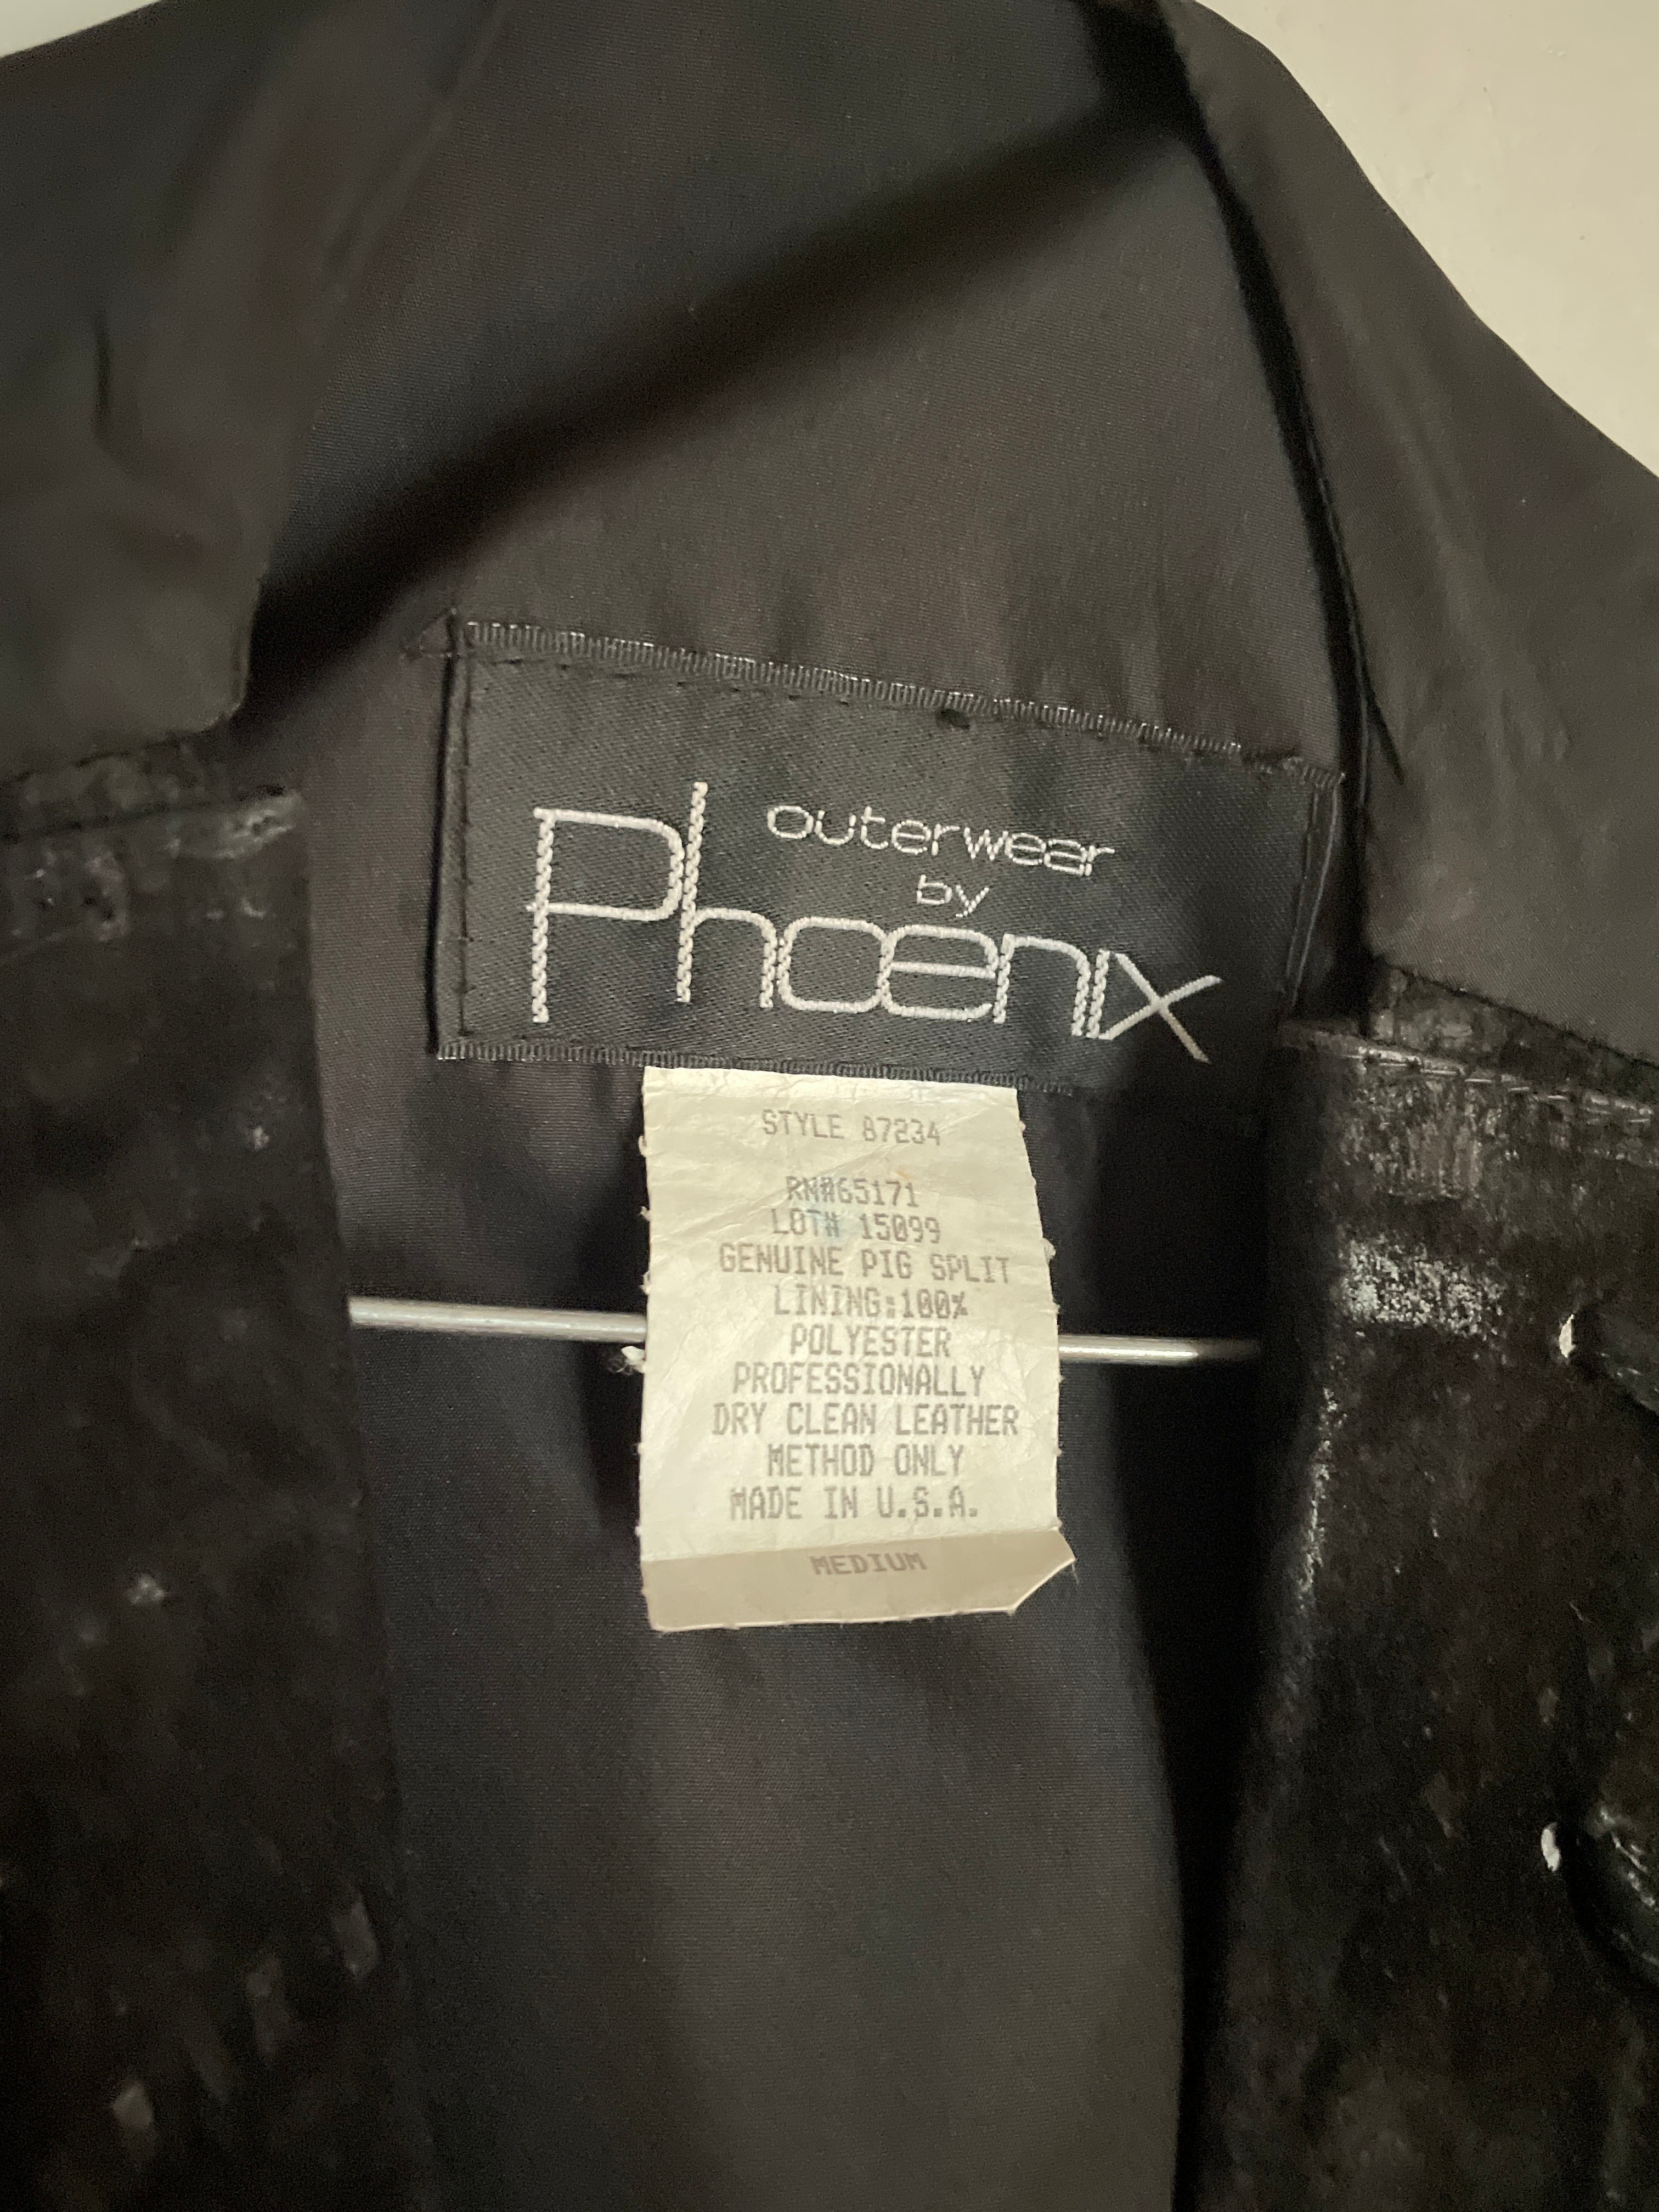 outerwear
by
Phoenix
STYLE 87234
RN#65171
LOT# 15099
GENUINE PIG SPLIT
LINING:100%
POLYESTER
PROFESSIONALLY
DRY CLEAN LEATHER
METHOD ONLY
MADE IN U.S.A.
MEDIUM